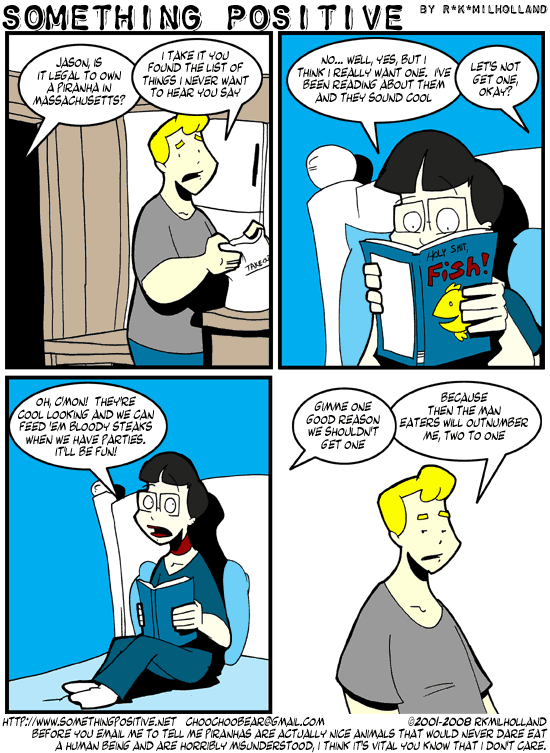 SOMETHING POSITIVE BY R*K*MILHOLLAND
JASON, IS
IT LEGAL TO OWN
A PIRANHA IN
MASSACHUSETTS?
I TAKE IT YOU
FOUND THE LIST OF
THINGS I NEVER WANT
TO HEAR YOU SAY
TAKEO
NO... WELL, YES, BUT I
THINK I REALLY WANT ONE. I'VE
BEEN READING ABOUT THEM
AND THEY SOUND COOL
LET'S NOT
GET ONE,
OKAY?
HOLY SHIT,
FiSh!
OH, C'MON! THEY'RE
COOL LOOKING AND WE CAN
FEED 'EM BLOODY STEAKS
WHEN WE HAVE PARTIES.
IT'LL BE FUN!
GIMME ONE
GOOD REASON
WE SHOULDN'T
GET ONE
BECAUSE
THEN THE MAN
EATERS WILL OUTNUMBER
ME, TWO TO ONE
HTTP://WWW.SOMETHINGPOSITIVE.NET CHOOCHOOBEAR@GMAIL.COM ©2001-2008 RKMILHOLLAND
BEFORE YOU EMAIL ME TO TELL ME PIRANHAS ARE ACTUALLY NICE ANIMALS THAT WOULD NEVER DARE EAT
A HUMAN BEING AND ARE HORRIBLY MISUNDERSTOOD, I THINK IT'S VITAL YOU KNOW THAT I DON'T CARE.